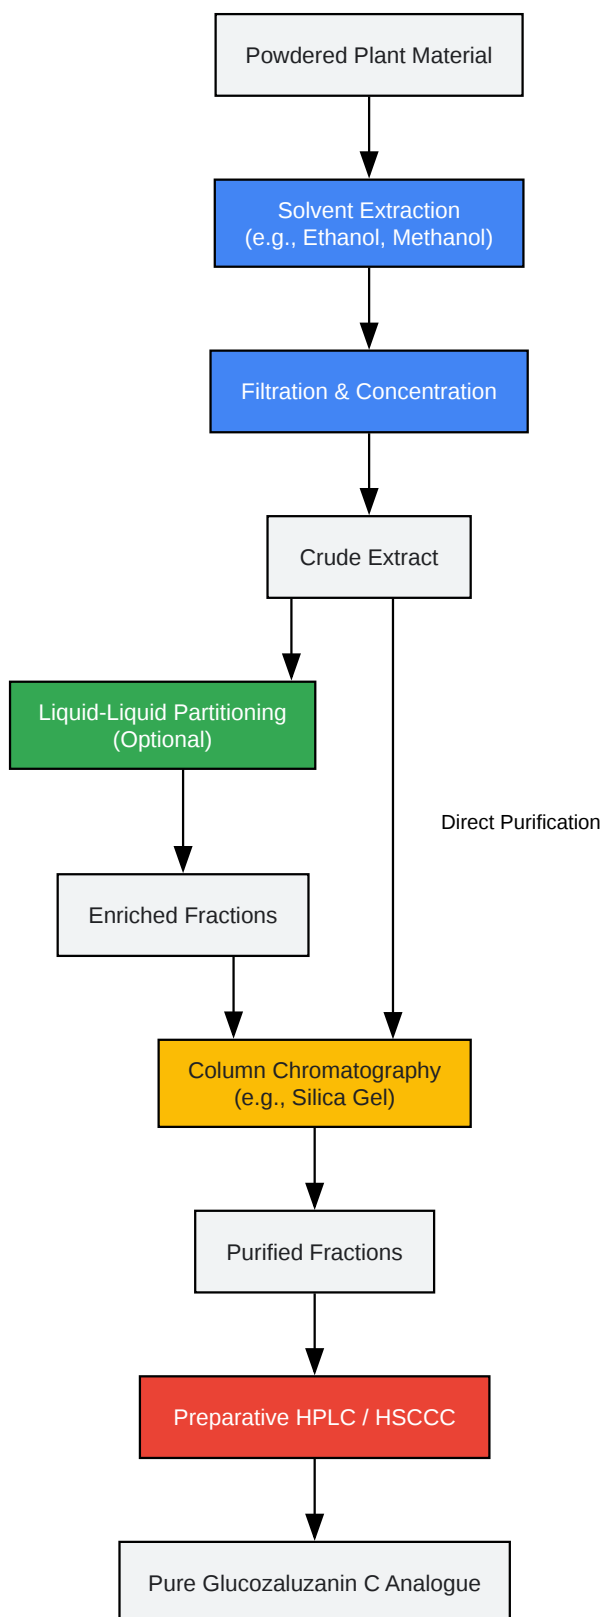 Powdered Plant Material
Solvent Extraction
(e.g., Ethanol, Methanol)
Filtration & Concentration
Crude Extract
Liquid-Liquid Partitioning
(Optional)
Direct Purification
Enriched Fractions
Column Chromatography
(e.g., Silica Gel)
Purified Fractions
Preparative HPLC / HSCCC
Pure Glucozaluzanin C Analogue